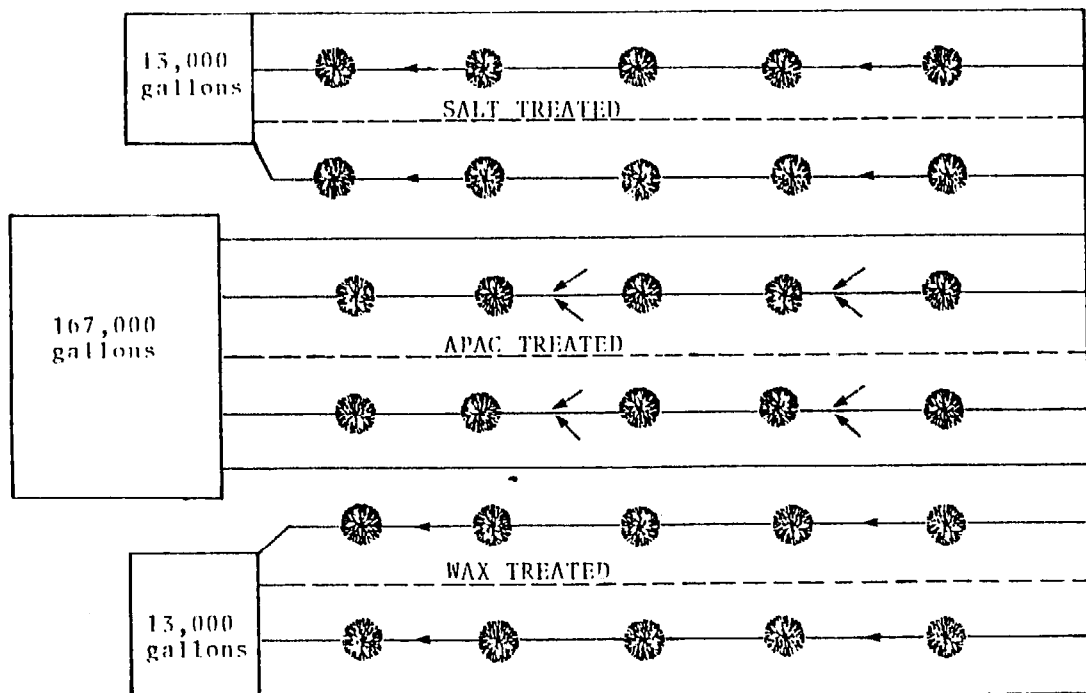 13,000
gallons
SALT TREATED
167,000
gallons
APAC TREATED
WAX TREATED
13,000
gallons